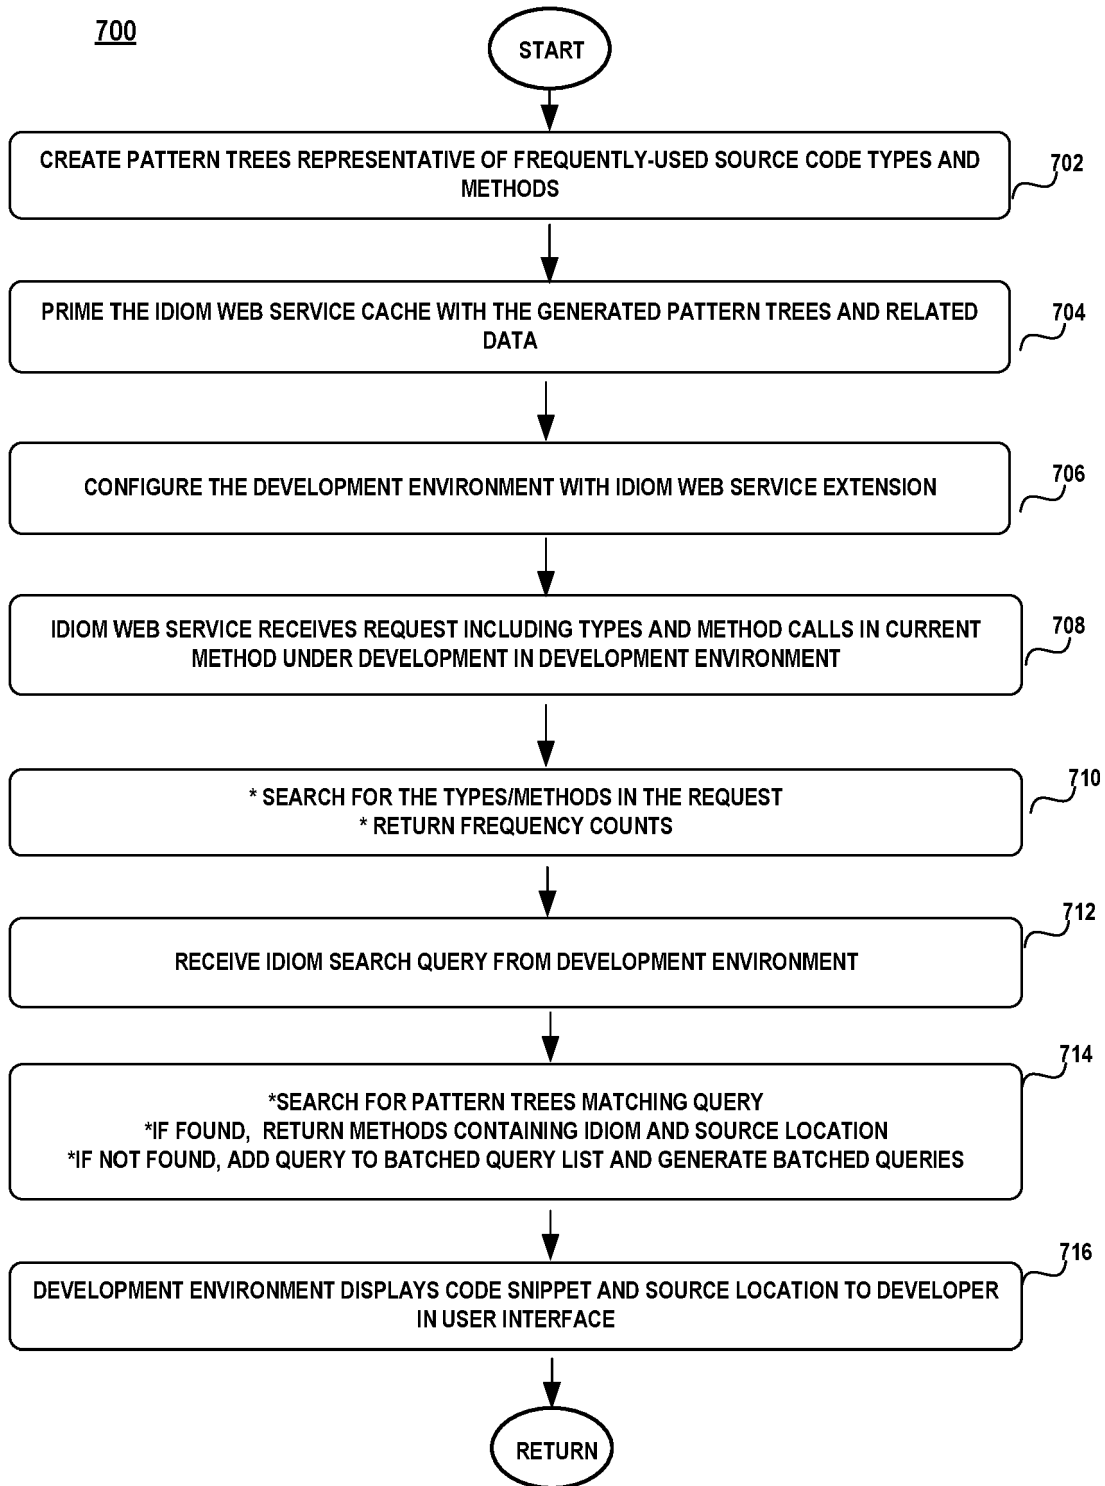 700
START
CREATE PATTERN TREES REPRESENTATIVE OF FREQUENTLY-USED SOURCE CODE TYPES AND
METHODS
702
PRIME THE IDIOM WEB SERVICE CACHE WITH THE GENERATED PATTERN TREES AND RELATED
DATA
704
CONFIGURE THE DEVELOPMENT ENVIRONMENT WITH IDIOM WEB SERVICE EXTENSION
706
IDIOM WEB SERVICE RECEIVES REQUEST INCLUDING TYPES AND METHOD CALLS IN CURRENT
METHOD UNDER DEVELOPMENT IN DEVELOPMENT ENVIRONMENT
708
* SEARCH FOR THE TYPES/METHODS IN THE REQUEST
* RETURN FREQUENCY COUNTS
710
RECEIVE IDIOM SEARCH QUERY FROM DEVELOPMENT ENVIRONMENT
712
*SEARCH FOR PATTERN TREES MATCHING QUERY
*IF FOUND, RETURN METHODS CONTAINING IDIOM AND SOURCE LOCATION
*IF NOT FOUND, ADD QUERY TO BATCHED QUERY LIST AND GENERATE BATCHED QUERIES
714
DEVELOPMENT ENVIRONMENT DISPLAYS CODE SNIPPET AND SOURCE LOCATION TO DEVELOPER
IN USER INTERFACE
716
RETURN